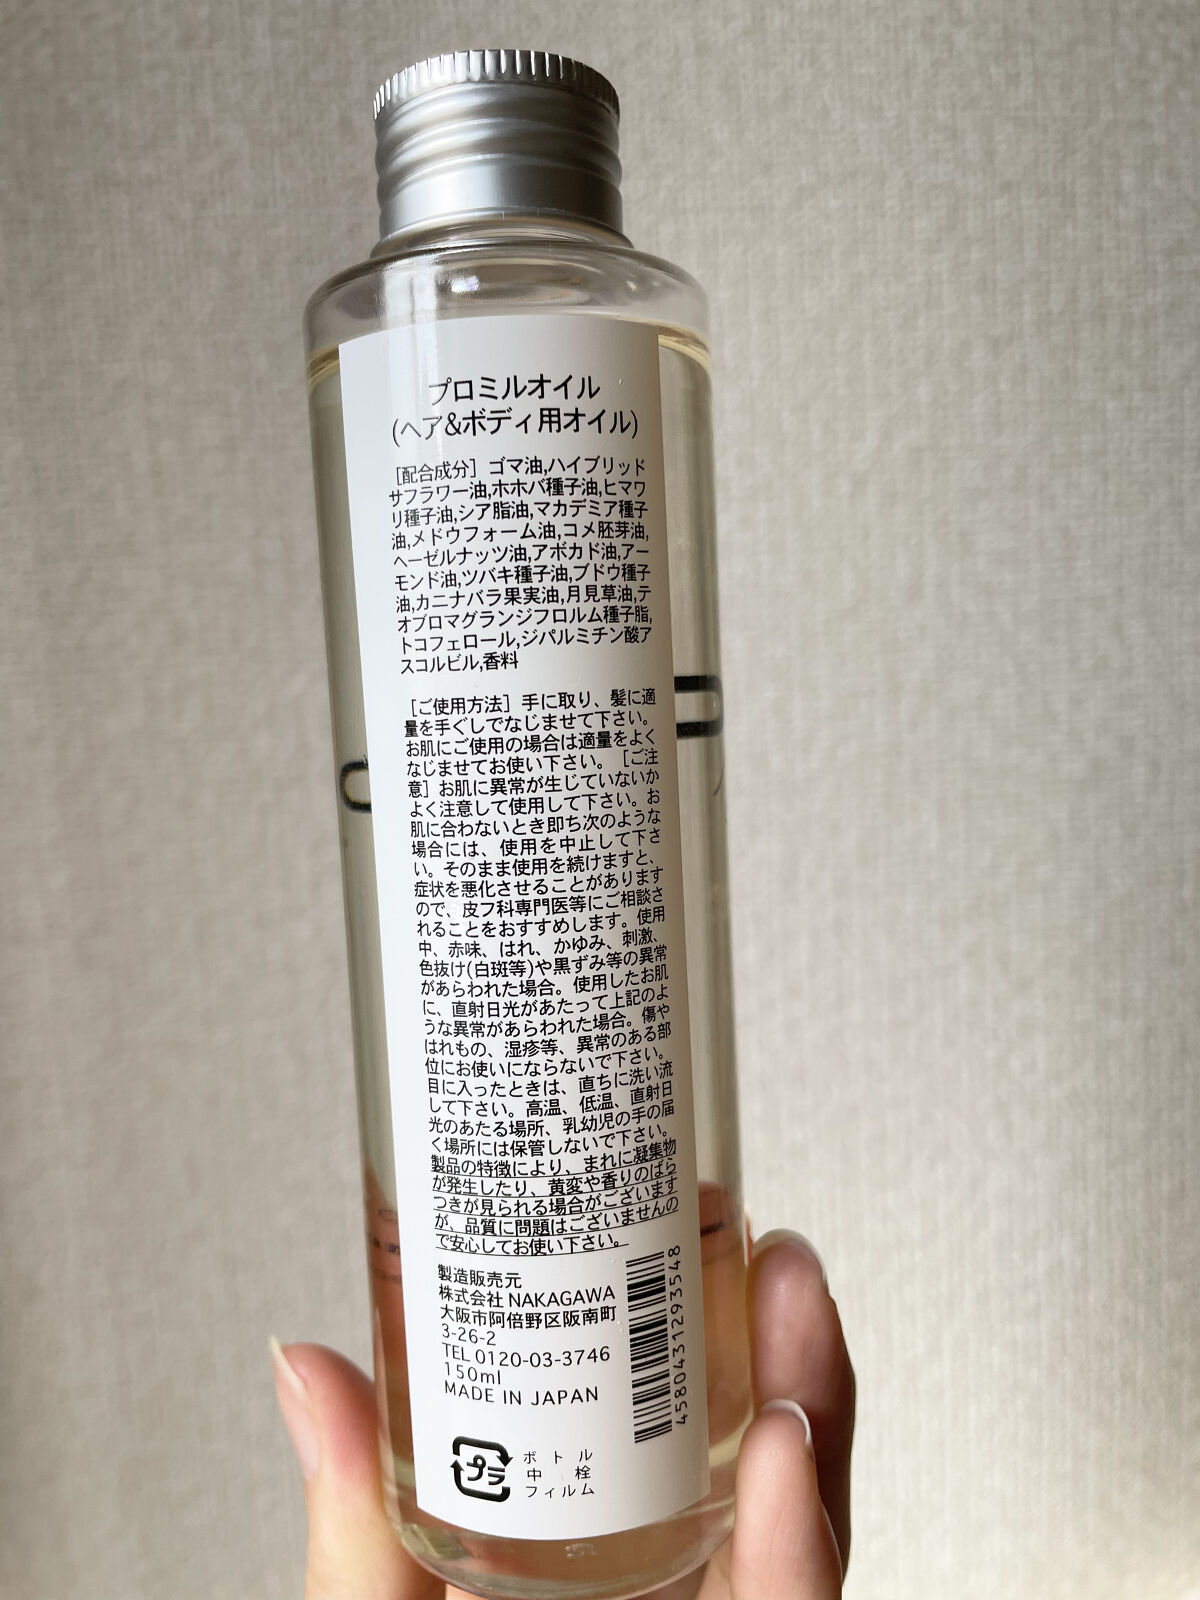 プロミルオイル
(ヘア&ボディ用オイル)
［配合成分］ゴマ油,ハイブリッド
サフラワー油,ホホバ種子油,ヒマワ
リ種子油,シア脂油,マカデミア種子
油,メドウフォーム油,コメ胚芽油,
ヘーゼルナッツ油,アボカド油,アー
モンド油,ツバキ種子油,ブドウ種子
油,カニナバラ果実油,月見草油,テ
オブロマグランジフロルム種子脂,
トコフェロール,ジパルミチン酸ア
スコルビル,香料
［ご使用方法］手に取り、髪に適
量を手ぐしでなじませて下さい。
お肌にご使用の場合は適量をよく
なじませてお使い下さい。［ご注
意］お肌に異常が生じていないか
よく注意して使用して下さい。お
肌に合わないとき即ち次のような
場合には、使用を中止して下さ
い。そのまま使用を続けますと、
症状を悪化させることがあります
ので、皮フ科専門医等にご相談さ
れることをおすすめします。使用
中、赤味、はれ、かゆみ、刺激、
色抜け(白斑等)や黒ずみ等の異常
があらわれた場合。使用したお肌
に、直射日光があたって上記のよ
うな異常があらわれた場合。傷や
はれもの、湿疹等、異常のある部
位にお使いにならないで下さい。
目に入ったときは、直ちに洗い流
して下さい。高温、低温、直射日
光のあたる場所、乳幼児の手の届
く場所には保管しないで下さい。
製品の特徴により、まれに凝集物
が発生したり、黄変や香りのばら
つきが見られる場合がございます
が、品質に問題はございませんの
で安心してお使い下さい。
製造販売元
株式会社 NAKAGAWA
大阪市阿倍野区阪南町
3-26-2
TEL 0120-03-3746
150ml
MADE IN JAPAN
4580431293548
プラ
ボトル
中栓
フィルム